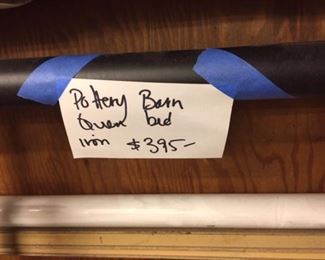 Pottery Barn
Queen bed
iron $395-